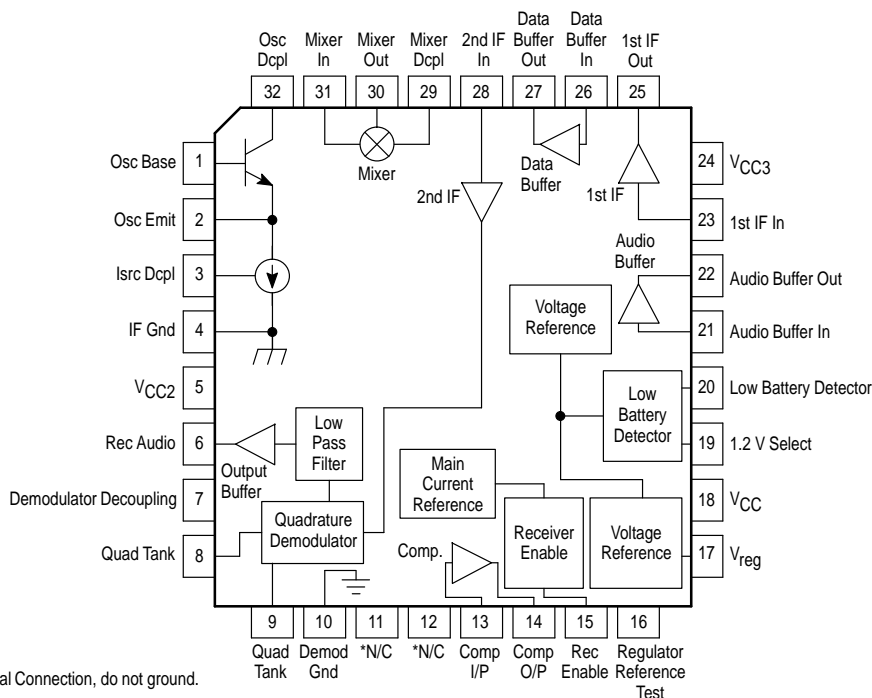 Osc
Dcpl
Mixer
In
Mixer
Out
Mixer
Dcpl
2nd IF
In
Data
Buffer
Out
Data
Buffer
In
1st IF
Out
32
31
30
29
28
27
26
25
Osc Base
1
Osc Emit
2
Isrc Dcpl
3
IF Gnd
4
VCC2
5
Rec Audio
6
Demodulator Decoupling
7
Quad Tank
8
Mixer
2nd IF
Data
Buffer
1st IF
Audio
Buffer
Voltage
Reference
Low
Battery
Detector
Low
Pass
Filter
Output
Buffer
Quadrature
Demodulator
Main
Current
Reference
Comp.
Receiver
Enable
Voltage
Reference
24
VCC3
23
1st IF In
22
Audio Buffer Out
21
Audio Buffer In
20
Low Battery Detector
19
1.2 V Select
18
VCC
17
Vreg
9
10
11
12
13
14
15
16
Quad
Tank
Demod
Gnd
*N/C
*N/C
Comp
I/P
Comp
O/P
Rec
Enable
Regulator
Reference
Test
Connection, do not ground.